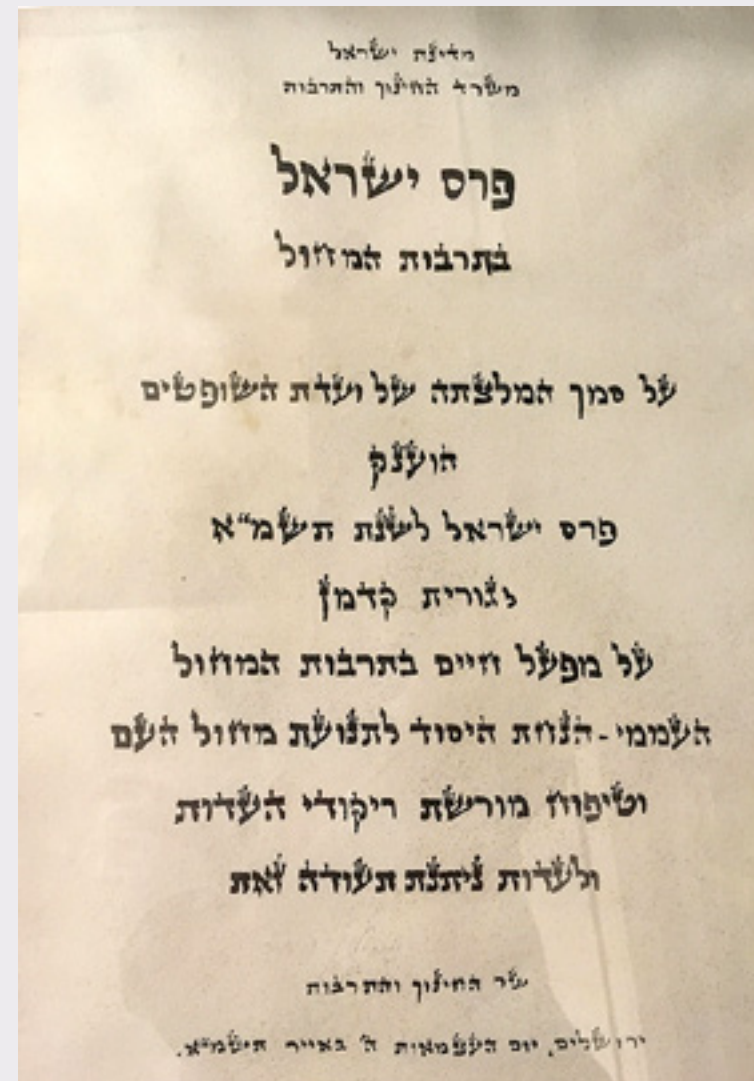 מדינת ישראל
משרד החינוך והתרבות
פרס ישראל
בתרבות המחול
על סמך המלצתה של ועדת השופטים
הוענק
פרס ישראל לשנת תשמ"א
לגורית קדמן
על מפעל חיים בתרבות המחול
העממי - הנחת היסוד לתנועת מחול העם
וטיפוח מורשת ריקודי העדות
ולעדות ניתנת תעודה זאת
שר החינוך והתרבות
ירושלים, יום העצמאות ה' באייר תשמ"א.